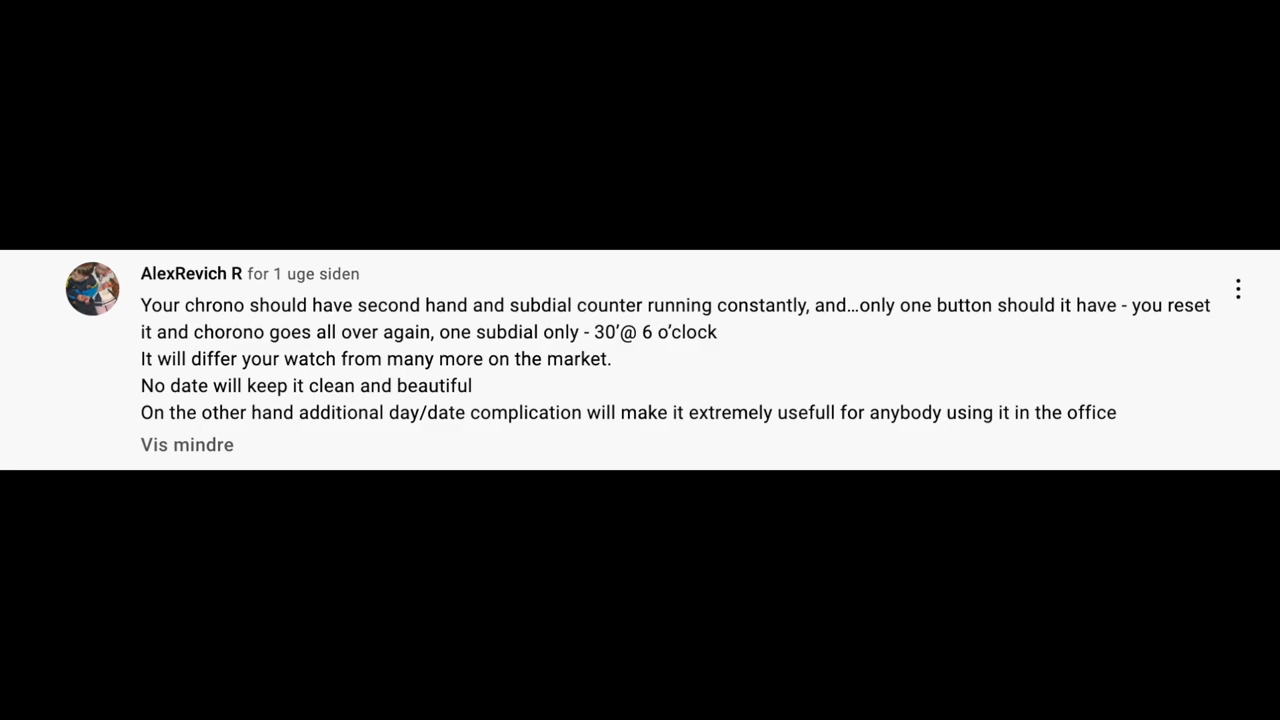 AlexRevich R for 1 uge siden
Your chrono should have second hand and subdial counter running constantly, and…only one button should it have - you reset
it and chorono goes all over again, one subdial only - 30’@ 6 o’clock
It will differ your watch from many more on the market.
No date will keep it clean and beautiful
On the other hand additional day/date complication will make it extremely usefull for anybody using it in the office
Vis mindre